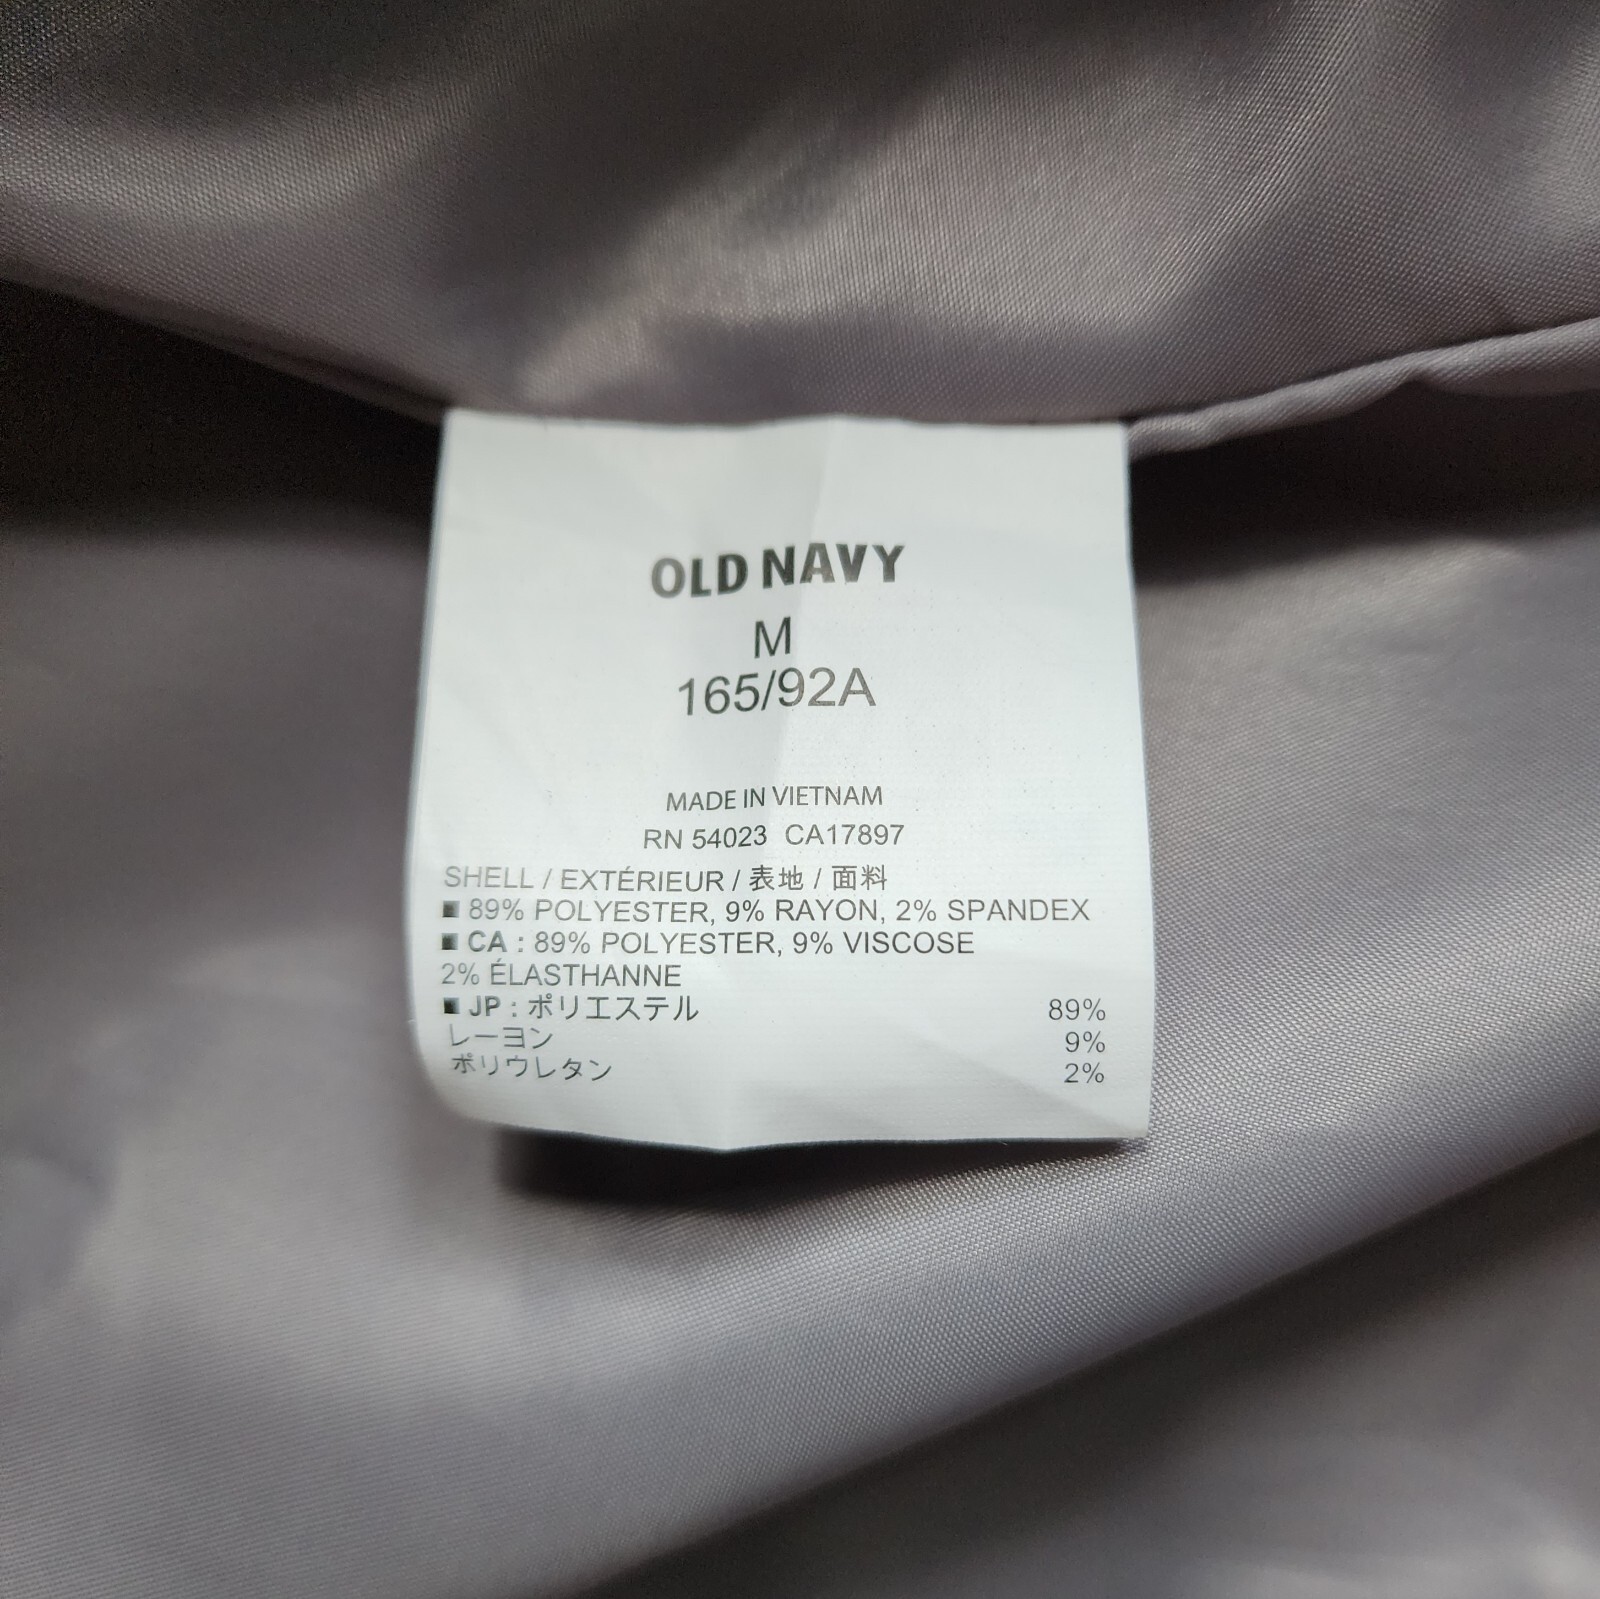 OLD NAVY
M
165/92A
MADE IN VIETNAM
RN 54023 CA17897
SHELL / EXTÉRIEUR / 表地 / 面料
■ 89% POLYESTER, 9% RAYON, 2% SPANDEX
■ CA : 89% POLYESTER, 9% VISCOSE
2% ÉLASTHANNE
■ JP : ポリエステル 89%
レーヨン 9%
ポリウレタン 2%